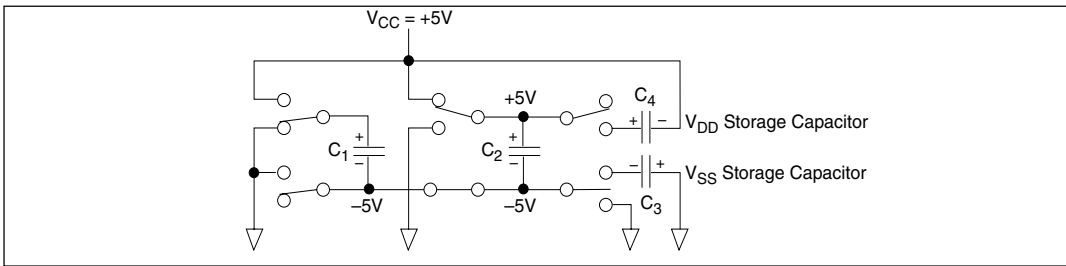 V_CC = +5V
+5V
C_4
+ −
V_DD Storage Capacitor
+
C_1
−
+
C_2
−
− +
V_SS Storage Capacitor
−5V
−5V
C_3